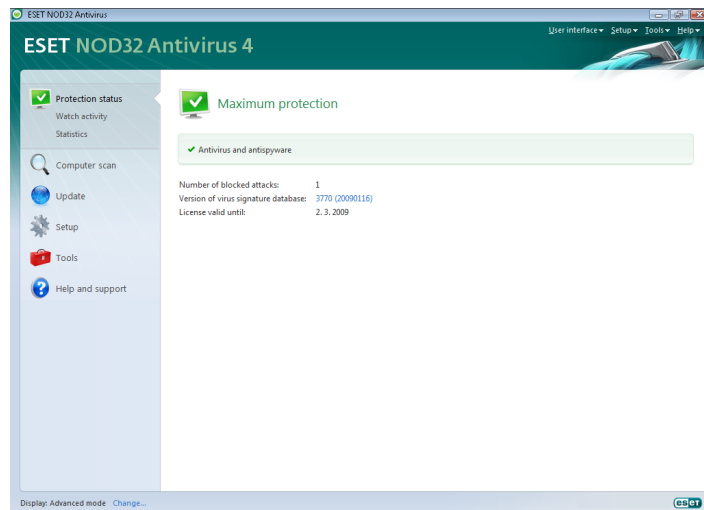 ESET NOD32 Antivirus
User interface Setup Tools Help
ESET NOD32 Antivirus 4
Protection status
Watch activity
Statistics
Computer scan
Update
Setup
Tools
Help and support
Maximum protection
Antivirus and antispyware
Number of blocked attacks: 1
Version of virus signature database: 3770 (20090116)
License valid until: 2. 3. 2009
Display: Advanced mode Change...
eset